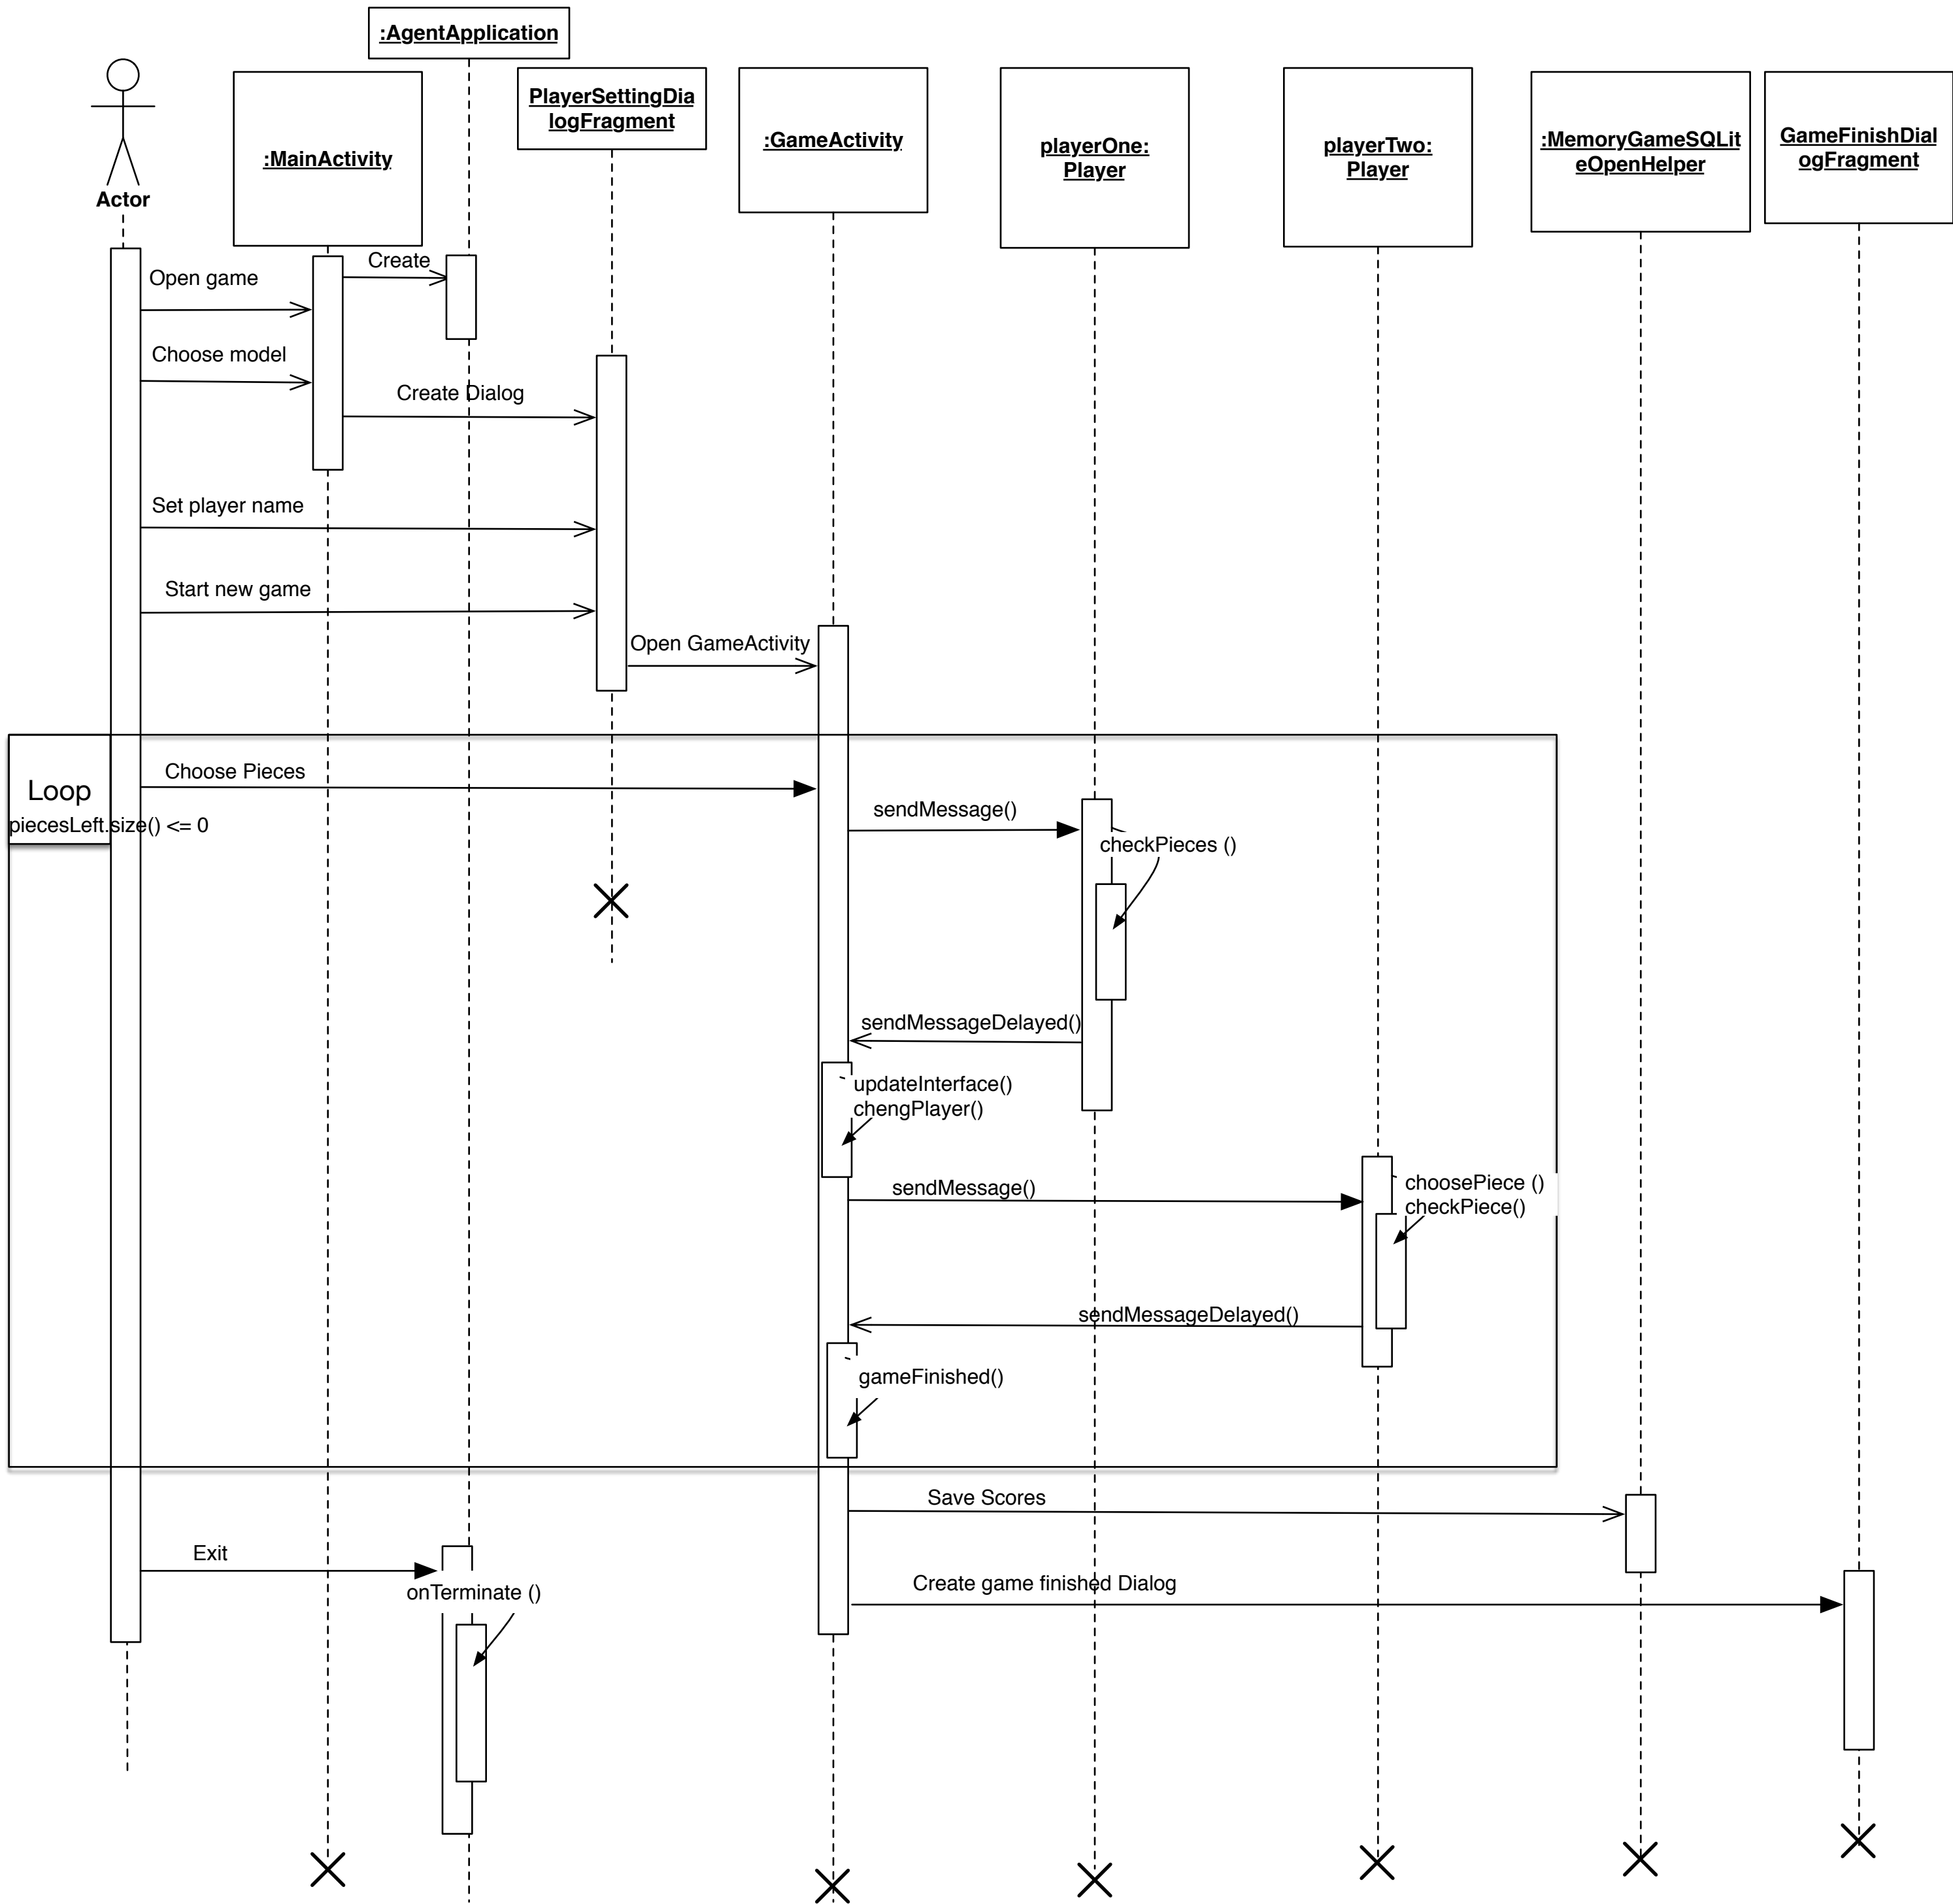 :AgentApplication
PlayerSettingDia
logFragment
:GameActivity
:MainActivity
playerOne:
Player
playerTwo:
Player
:MemoryGameSQLit
eOpenHelper
GameFinishDial
ogFragment
Actor
Create
Open game
Choose model
Create Dialog
Set player name
Start new game
Open GameActivity
Loop
piecesLeft.size() <= 0
Choose Pieces
sendMessage()
checkPieces ()
sendMessageDelayed()
updateInterface()
chengPlayer()
sendMessage()
choosePiece ()
checkPiece()
sendMessageDelayed()
gameFinished()
Save Scores
Exit
onTerminate ()
Create game finished Dialog